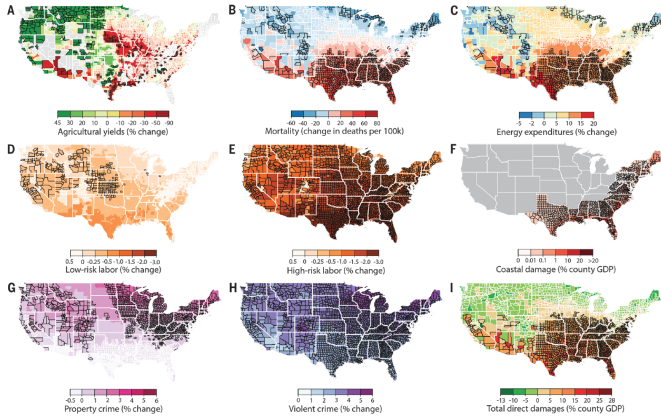 A
B
C
45 30 20 10 -10 -20 -30 -50 -90
Agricultural yields (% change)
-60 -40 -20 0 20 40 60 80
Mortality (change in deaths per 100k)
-5 -2 0 5 10 15 20
Energy expenditures (% change)
D
E
F
0.5 0 -0.25 -0.5 -1.0 -1.5 -2.0 -3.0
Low-risk labor (% change)
0.5 0 -0.25 -0.5 -1.0 -1.5 -2.0 -3.0
High-risk labor (% change)
0 0.01 0.1 1 10 20 >20
Coastal damage (% county GDP)
G
H
I
-0.5 0 1 2 3 4 5 6
Property crime (% change)
0 1 2 3 4 5 6
Violent crime (% change)
-13 -10 -5 0 5 10 15 20 28
Total direct damages (% county GDP)